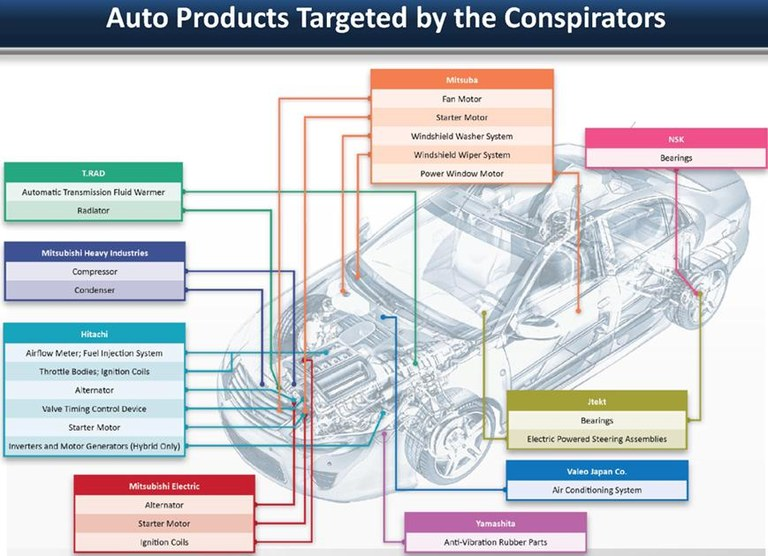 Auto Products Targeted by the Conspirators
Mitsuba
Fan Motor
Starter Motor
Windshield Washer System
Windshield Wiper System
Power Window Motor
NSK
Bearings
T.RAD
Automatic Transmission Fluid Warmer
Radiator
Mitsubishi Heavy Industries
Compressor
Condenser
Hitachi
Airflow Meter; Fuel Injection System
Throttle Bodies; Ignition Coils
Alternator
Valve Timing Control Device
Starter Motor
Inverters and Motor Generators (Hybrid Only)
Jtekt
Bearings
Electric Powered Steering Assemblies
Valeo Japan Co.
Air Conditioning System
Mitsubishi Electric
Alternator
Starter Motor
Ignition Coils
Yamashita
Anti-Vibration Rubber Parts